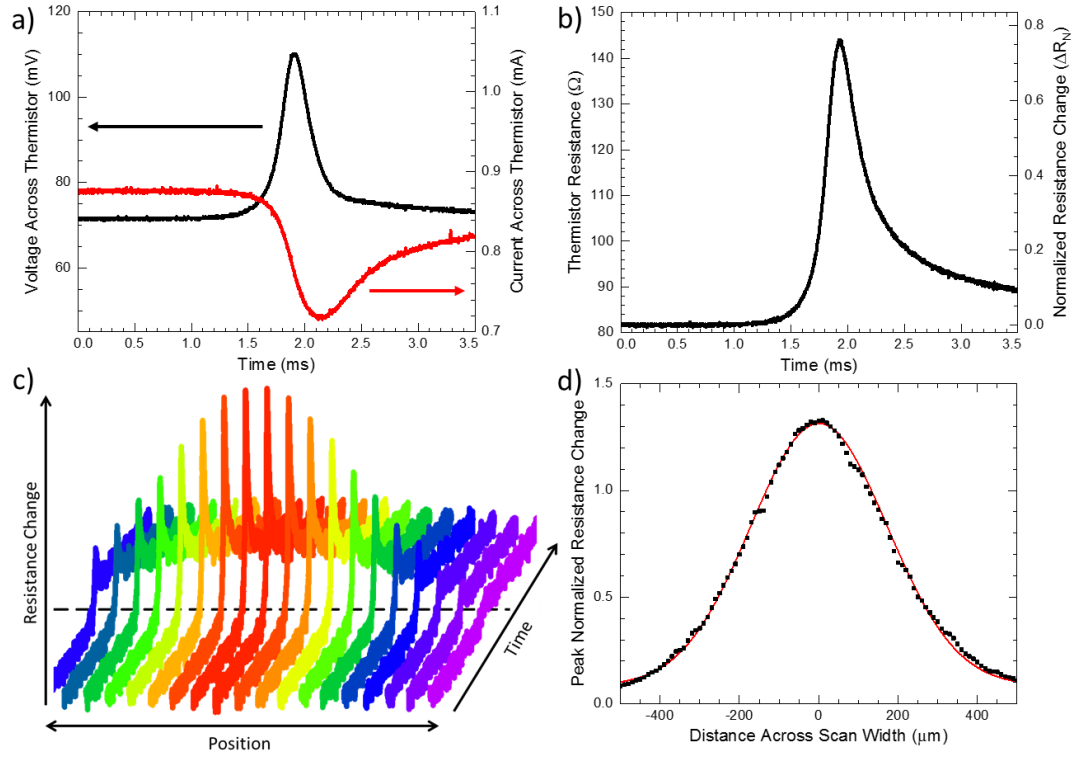 a)
Voltage Across Thermistor (mV)
120
100
80
60
1.1
1.0
0.9
0.8
0.7
Current Across Thermistor (mA)
0.0 0.5 1.0 1.5 2.0 2.5 3.0 3.5
Time (ms)
b)
Thermistor Resistance (Ω)
150
140
130
120
110
100
90
80
0.8
0.6
0.4
0.2
0.0
Normalized Resistance Change (ΔR_N)
0.0 0.5 1.0 1.5 2.0 2.5 3.0 3.5
Time (ms)
c)
Resistance Change
Time
Position
d)
Peak Normalized Resistance Change
1.5
1.0
0.5
0.0
-400 -200 0 200 400
Distance Across Scan Width (μm)